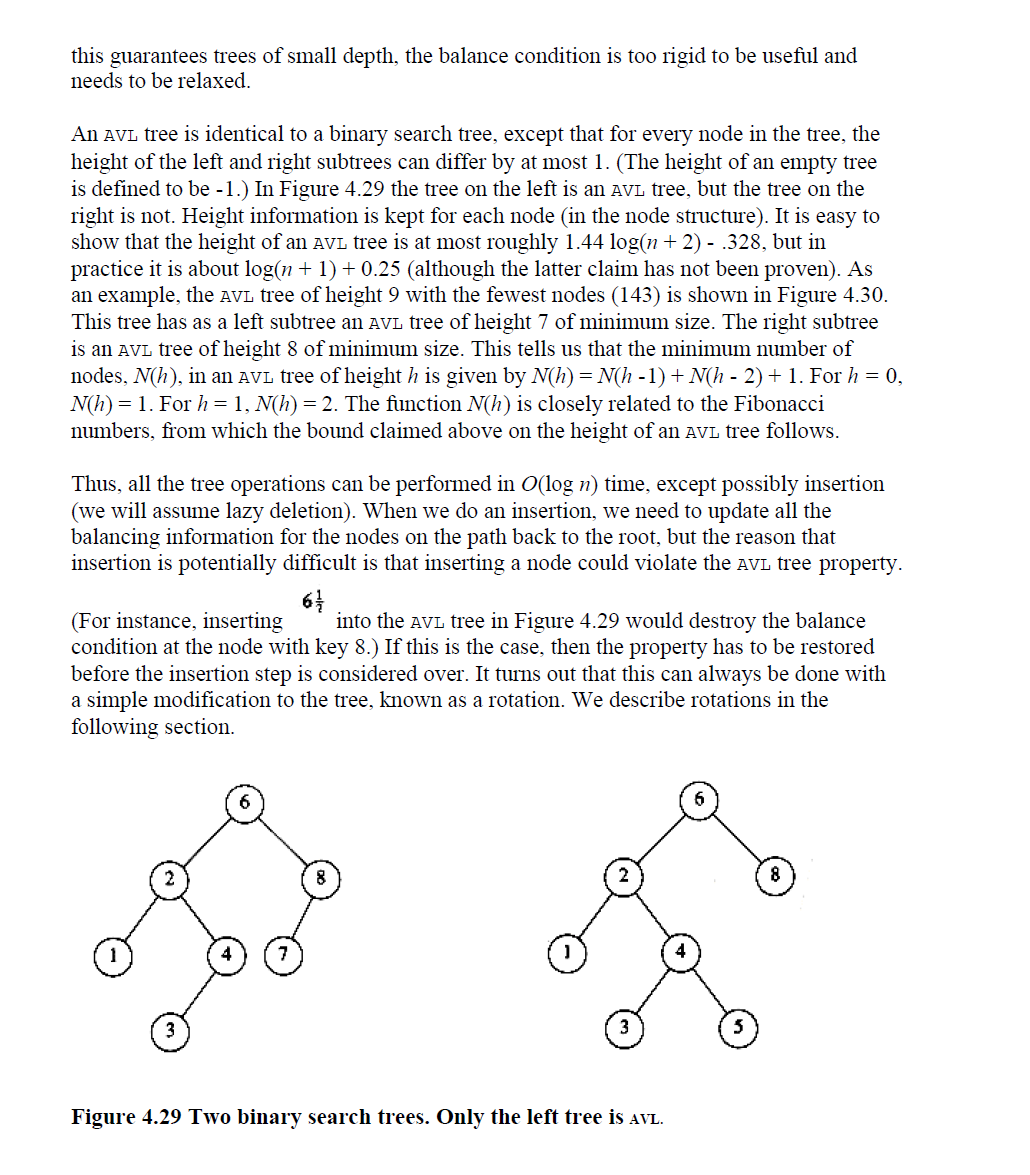 this guarantees trees of small depth, the balance condition is too rigid to be useful and
needs to be relaxed.
An AVL tree is identical to a binary search tree, except that for every node in the tree, the
height of the left and right subtrees can differ by at most 1. (The height of an empty tree
is defined to be -1.) In Figure 4.29 the tree on the left is an AVL tree, but the tree on the
right is not. Height information is kept for each node (in the node structure). It is easy to
show that the height of an AVL tree is at most roughly 1.44 log(n + 2) - .328, but in
practice it is about log(n + 1) + 0.25 (although the latter claim has not been proven). As
an example, the AVL tree of height 9 with the fewest nodes (143) is shown in Figure 4.30.
This tree has as a left subtree an AVL tree of height 7 of minimum size. The right subtree
is an AVL tree of height 8 of minimum size. This tells us that the minimum number of
nodes, N(h), in an AVL tree of height h is given by N(h) = N(h -1) + N(h - 2) + 1. For h = 0,
N(h) = 1. For h = 1, N(h) = 2. The function N(h) is closely related to the Fibonacci
numbers, from which the bound claimed above on the height of an AVL tree follows.
Thus, all the tree operations can be performed in O(log n) time, except possibly insertion
(we will assume lazy deletion). When we do an insertion, we need to update all the
balancing information for the nodes on the path back to the root, but the reason that
insertion is potentially difficult is that inserting a node could violate the AVL tree property.
(For instance, inserting 6½ into the AVL tree in Figure 4.29 would destroy the balance
condition at the node with key 8.) If this is the case, then the property has to be restored
before the insertion step is considered over. It turns out that this can always be done with
a simple modification to the tree, known as a rotation. We describe rotations in the
following section.
6
2 8
1 4 7
3
6
2 8
1 4
3 5
Figure 4.29 Two binary search trees. Only the left tree is AVL.